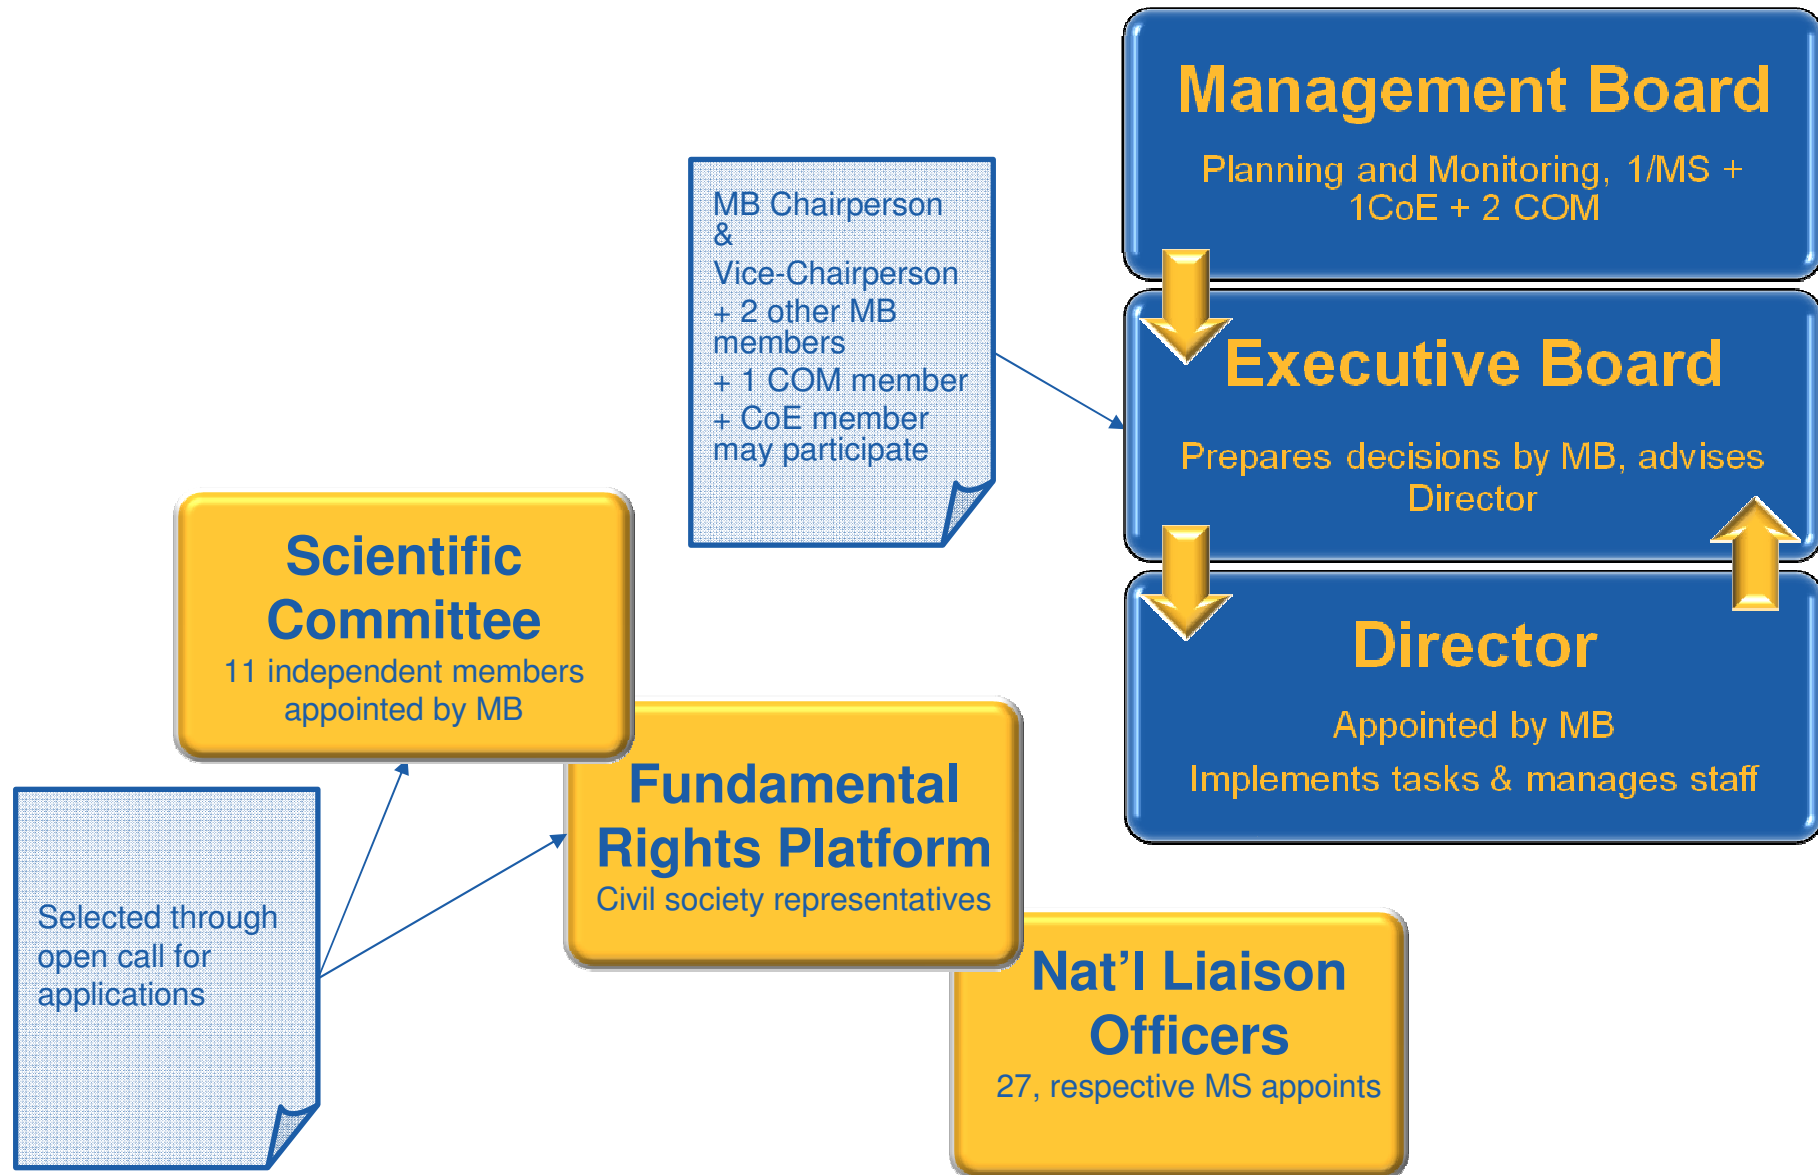 Management Board
Planning and Monitoring, 1/MS +
1CoE + 2 COM
MB Chairperson
&
Vice-Chairperson
+ 2 other MB
members
+ 1 COM member
+ CoE member
may participate
Executive Board
Prepares decisions by MB, advises
Director
Director
Appointed by MB
Implements tasks & manages staff
Scientific
Committee
11 independent members
appointed by MB
Fundamental
Rights Platform
Civil society representatives
Selected through
open call for
applications
Nat'l Liaison
Officers
27, respective MS appoints